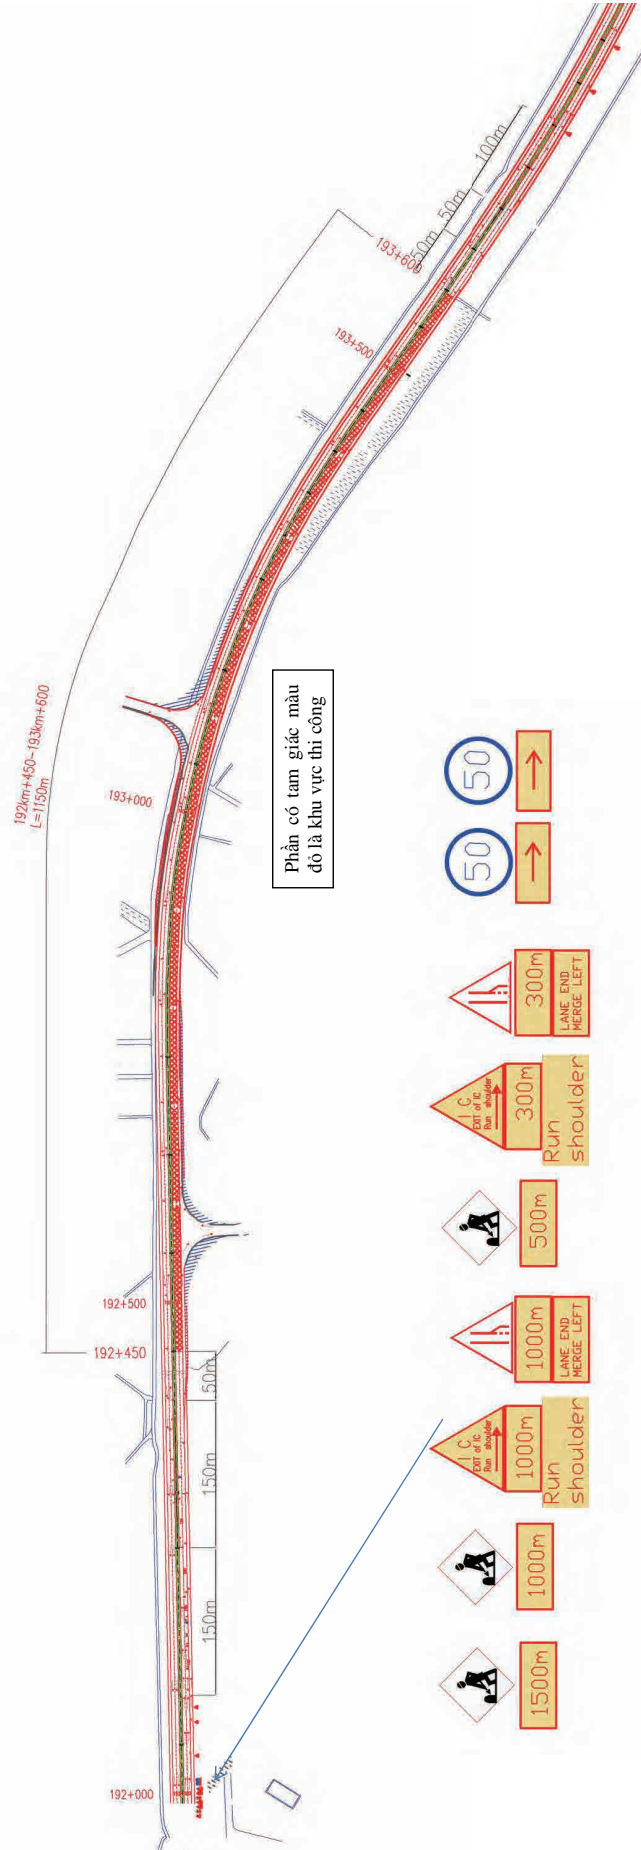 100m
50m
50m
193+600
193+500
192km+450-193km+600
L=1150m
193+000
Phần có tam giác màu
đỏ là khu vực thi công
50
50
300m
LANE END
MERGE LEFT
I C
EXIT of IC
Run shoulder
300m
Run
shoulder
500m
192+500
192+450
50m
1000m
LANE END
MERGE LEFT
I C
EXIT of IC
Run shoulder
1000m
Run
shoulder
150m
1000m
150m
1500m
192+000